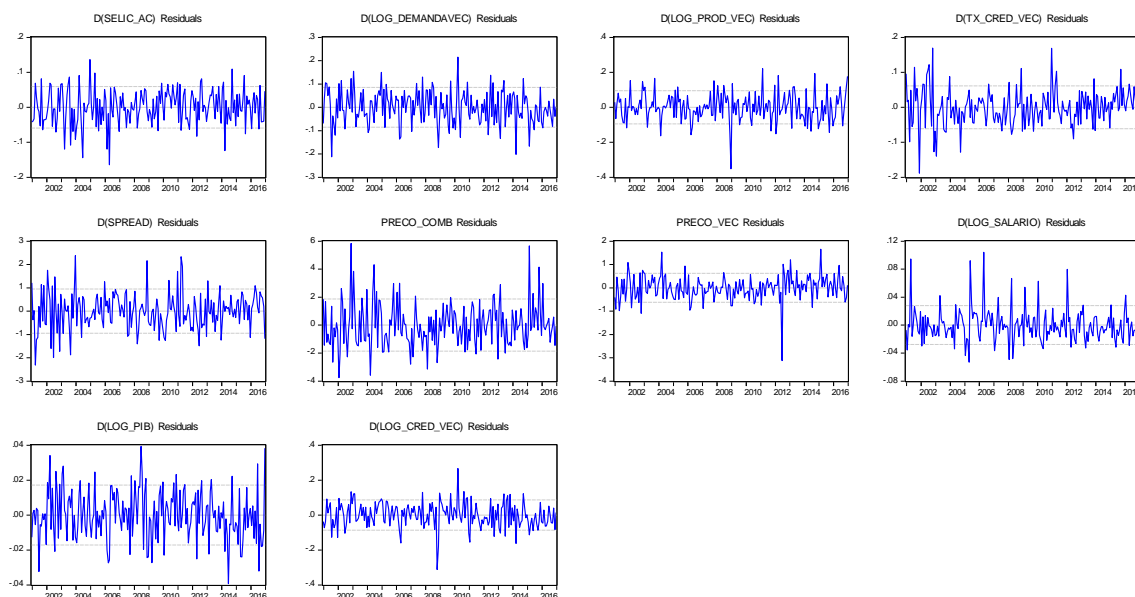 D(SELIC_AC) Residuals
.2
.1
.0
-.1
-.2
2002 2004 2006 2008 2010 2012 2014 2016
D(LOG_DEMANDAVEC) Residuals
.3
.2
.1
.0
-.1
-.2
-.3
2002 2004 2006 2008 2010 2012 2014 2016
D(LOG_PROD_VEC) Residuals
.4
.2
.0
-.2
-.4
2002 2004 2006 2008 2010 2012 2014 2016
D(TX_CRED_VEC) Residuals
.2
.1
.0
-.1
-.2
2002 2004 2006 2008 2010 2012 2014 2016
D(SPREAD) Residuals
3
2
1
0
-1
-2
-3
2002 2004 2006 2008 2010 2012 2014 2016
PRECO_COMB Residuals
6
4
2
0
-2
-4
2002 2004 2006 2008 2010 2012 2014 2016
PRECO_VEC Residuals
2
1
0
-1
-2
-3
-4
2002 2004 2006 2008 2010 2012 2014 2016
D(LOG_SALARIO) Residuals
.12
.08
.04
.00
-.04
-.08
2002 2004 2006 2008 2010 2012 2014 2016
D(LOG_PIB) Residuals
.04
.02
.00
-.02
-.04
2002 2004 2006 2008 2010 2012 2014 2016
D(LOG_CRED_VEC) Residuals
.4
.2
.0
-.2
-.4
2002 2004 2006 2008 2010 2012 2014 2016